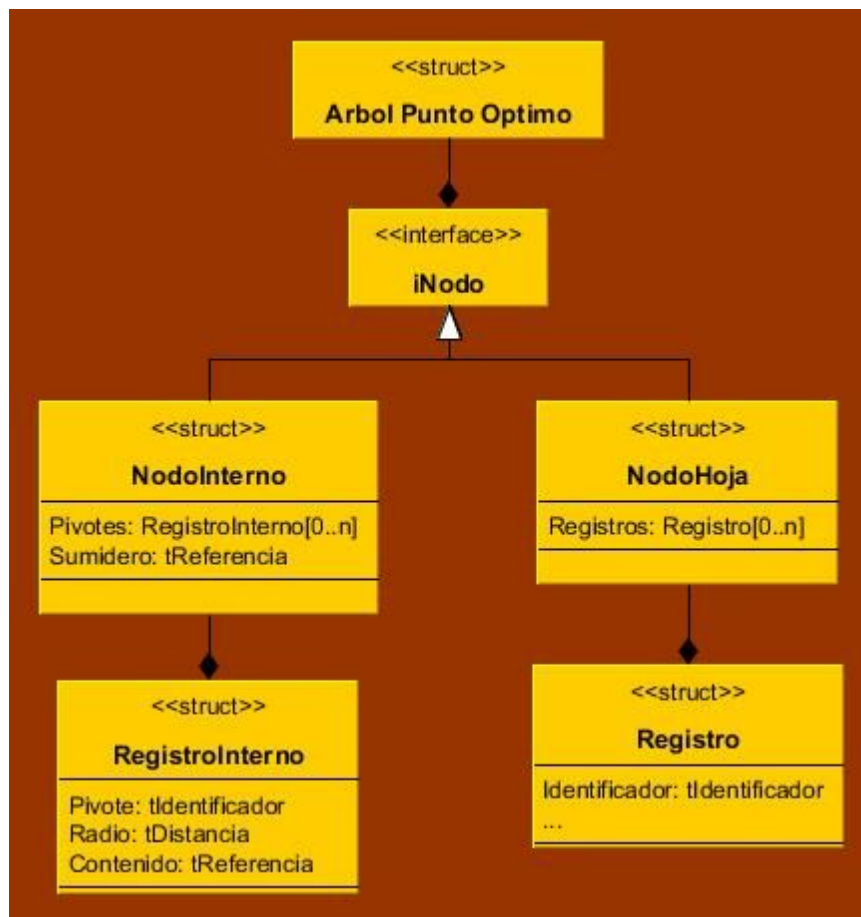 <<struct>>
Arbol Punto Optimo
<<interface>>
iNodo
<<struct>>
NodoInterno
Pivotes: RegistroInterno[0..n]
Sumidero: tReferencia
<<struct>>
NodoHoja
Registros: Registro[0..n]
<<struct>>
RegistroInterno
Pivote: tIdentificador
Radio: tDistancia
Contenido: tReferencia
<<struct>>
Registro
Identificador: tIdentificador
...